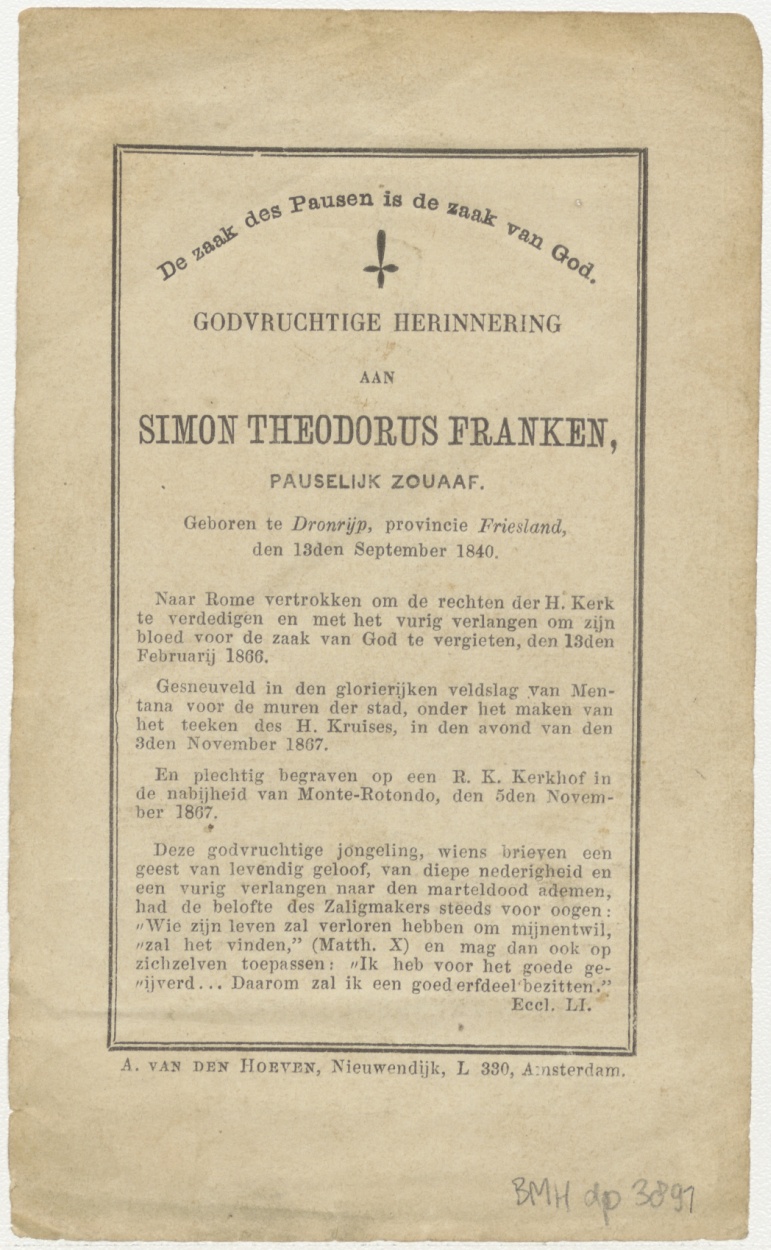 De zaak des Pausen is de zaak van God.
GODVRUCHTIGE HERINNERING
AAN
SIMON THEODORUS FRANKEN,
PAUSELIJK ZOUAAF.
Geboren te Dronrijp, provincie Friesland,
den 13den September 1840.
Naar Rome vertrokken om de rechten der H. Kerk
te verdedigen en met het vurig verlangen om zijn
bloed voor de zaak van God te vergieten, den 13den
Februarij 1866.
Gesneuveld in den glorierijken veldslag van Men-
tana voor de muren der stad, onder het maken van
het teeken des H. Kruises, in den avond van den
3den November 1867.
En plechtig begraven op een R. K. Kerkhof in
de nabijheid van Monte-Rotondo, den 5den Novem-
ber 1867.
Deze godvruchtige jongeling, wiens brieven een
geest van levendig geloof, van diepe nederigheid en
een vurig verlangen naar den marteldood ademen,
had de belofte des Zaligmakers steeds voor oogen:
"Wie zijn leven zal verloren hebben om mijnentwil,
"zal het vinden," (Matth. X) en mag dan ook op
zichzelven toepassen: "Ik heb voor het goede ge-
"ijverd... Daarom zal ik een goed erfdeel bezitten."
Eccl. LI.
A. VAN DEN HOEVEN, Nieuwendijk, L 330, Amsterdam.
BMH dp 3891